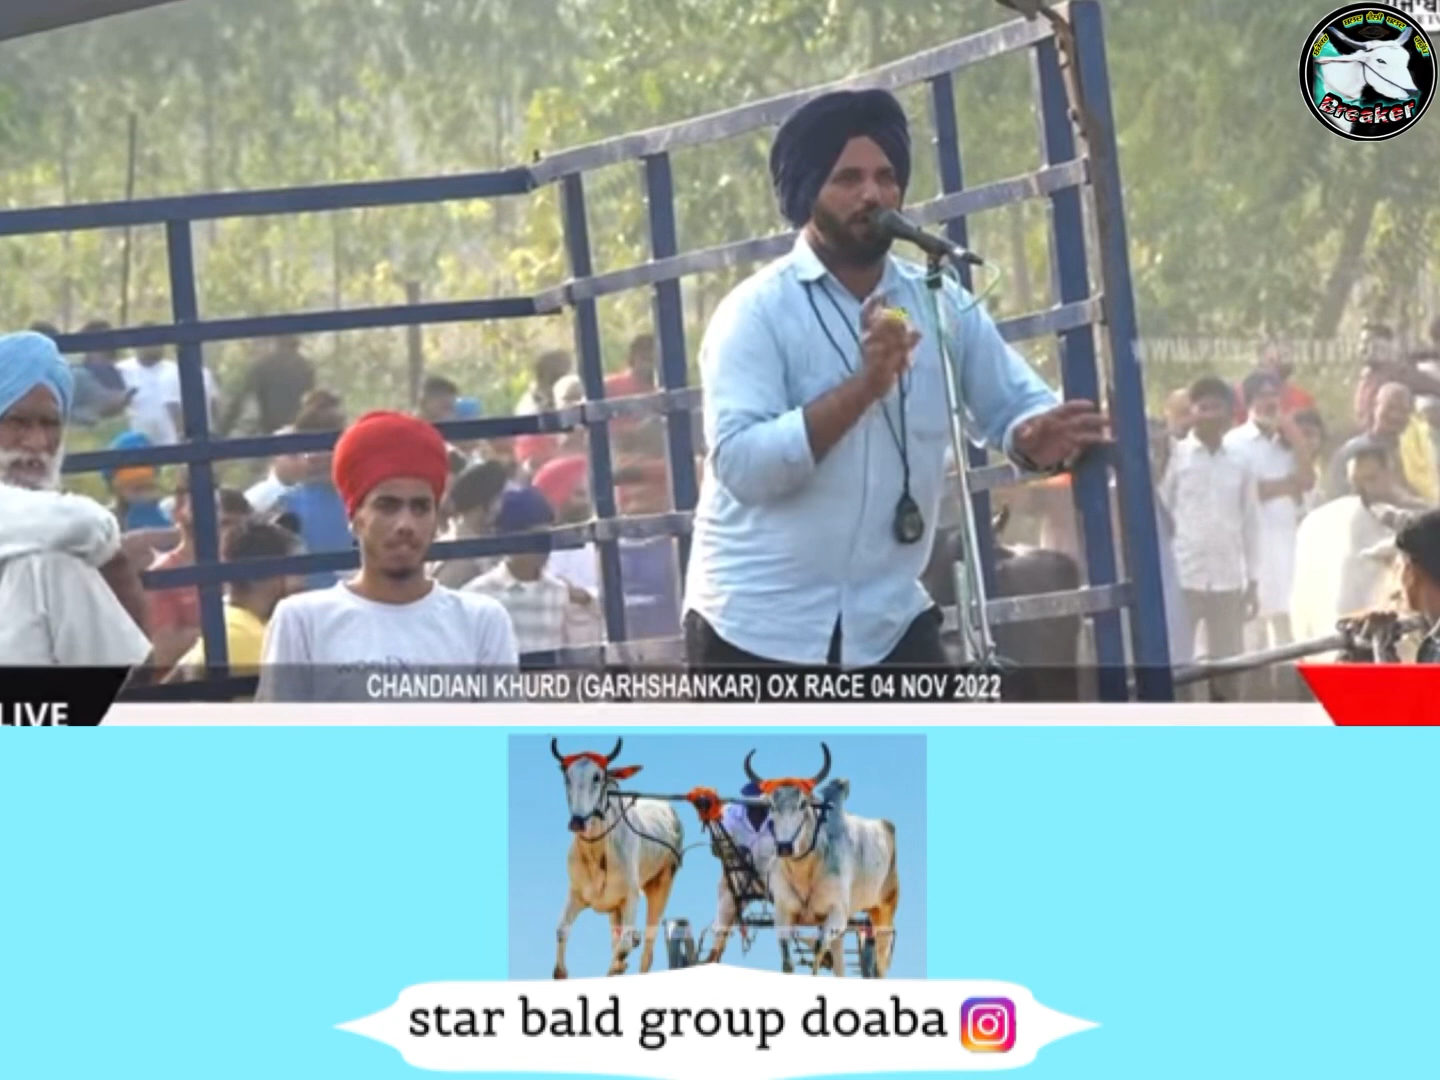 Breaker
LIVE
CHANDIANI KHURD (GARHSHANKAR) OX RACE 04 NOV 2022
star bald group doaba